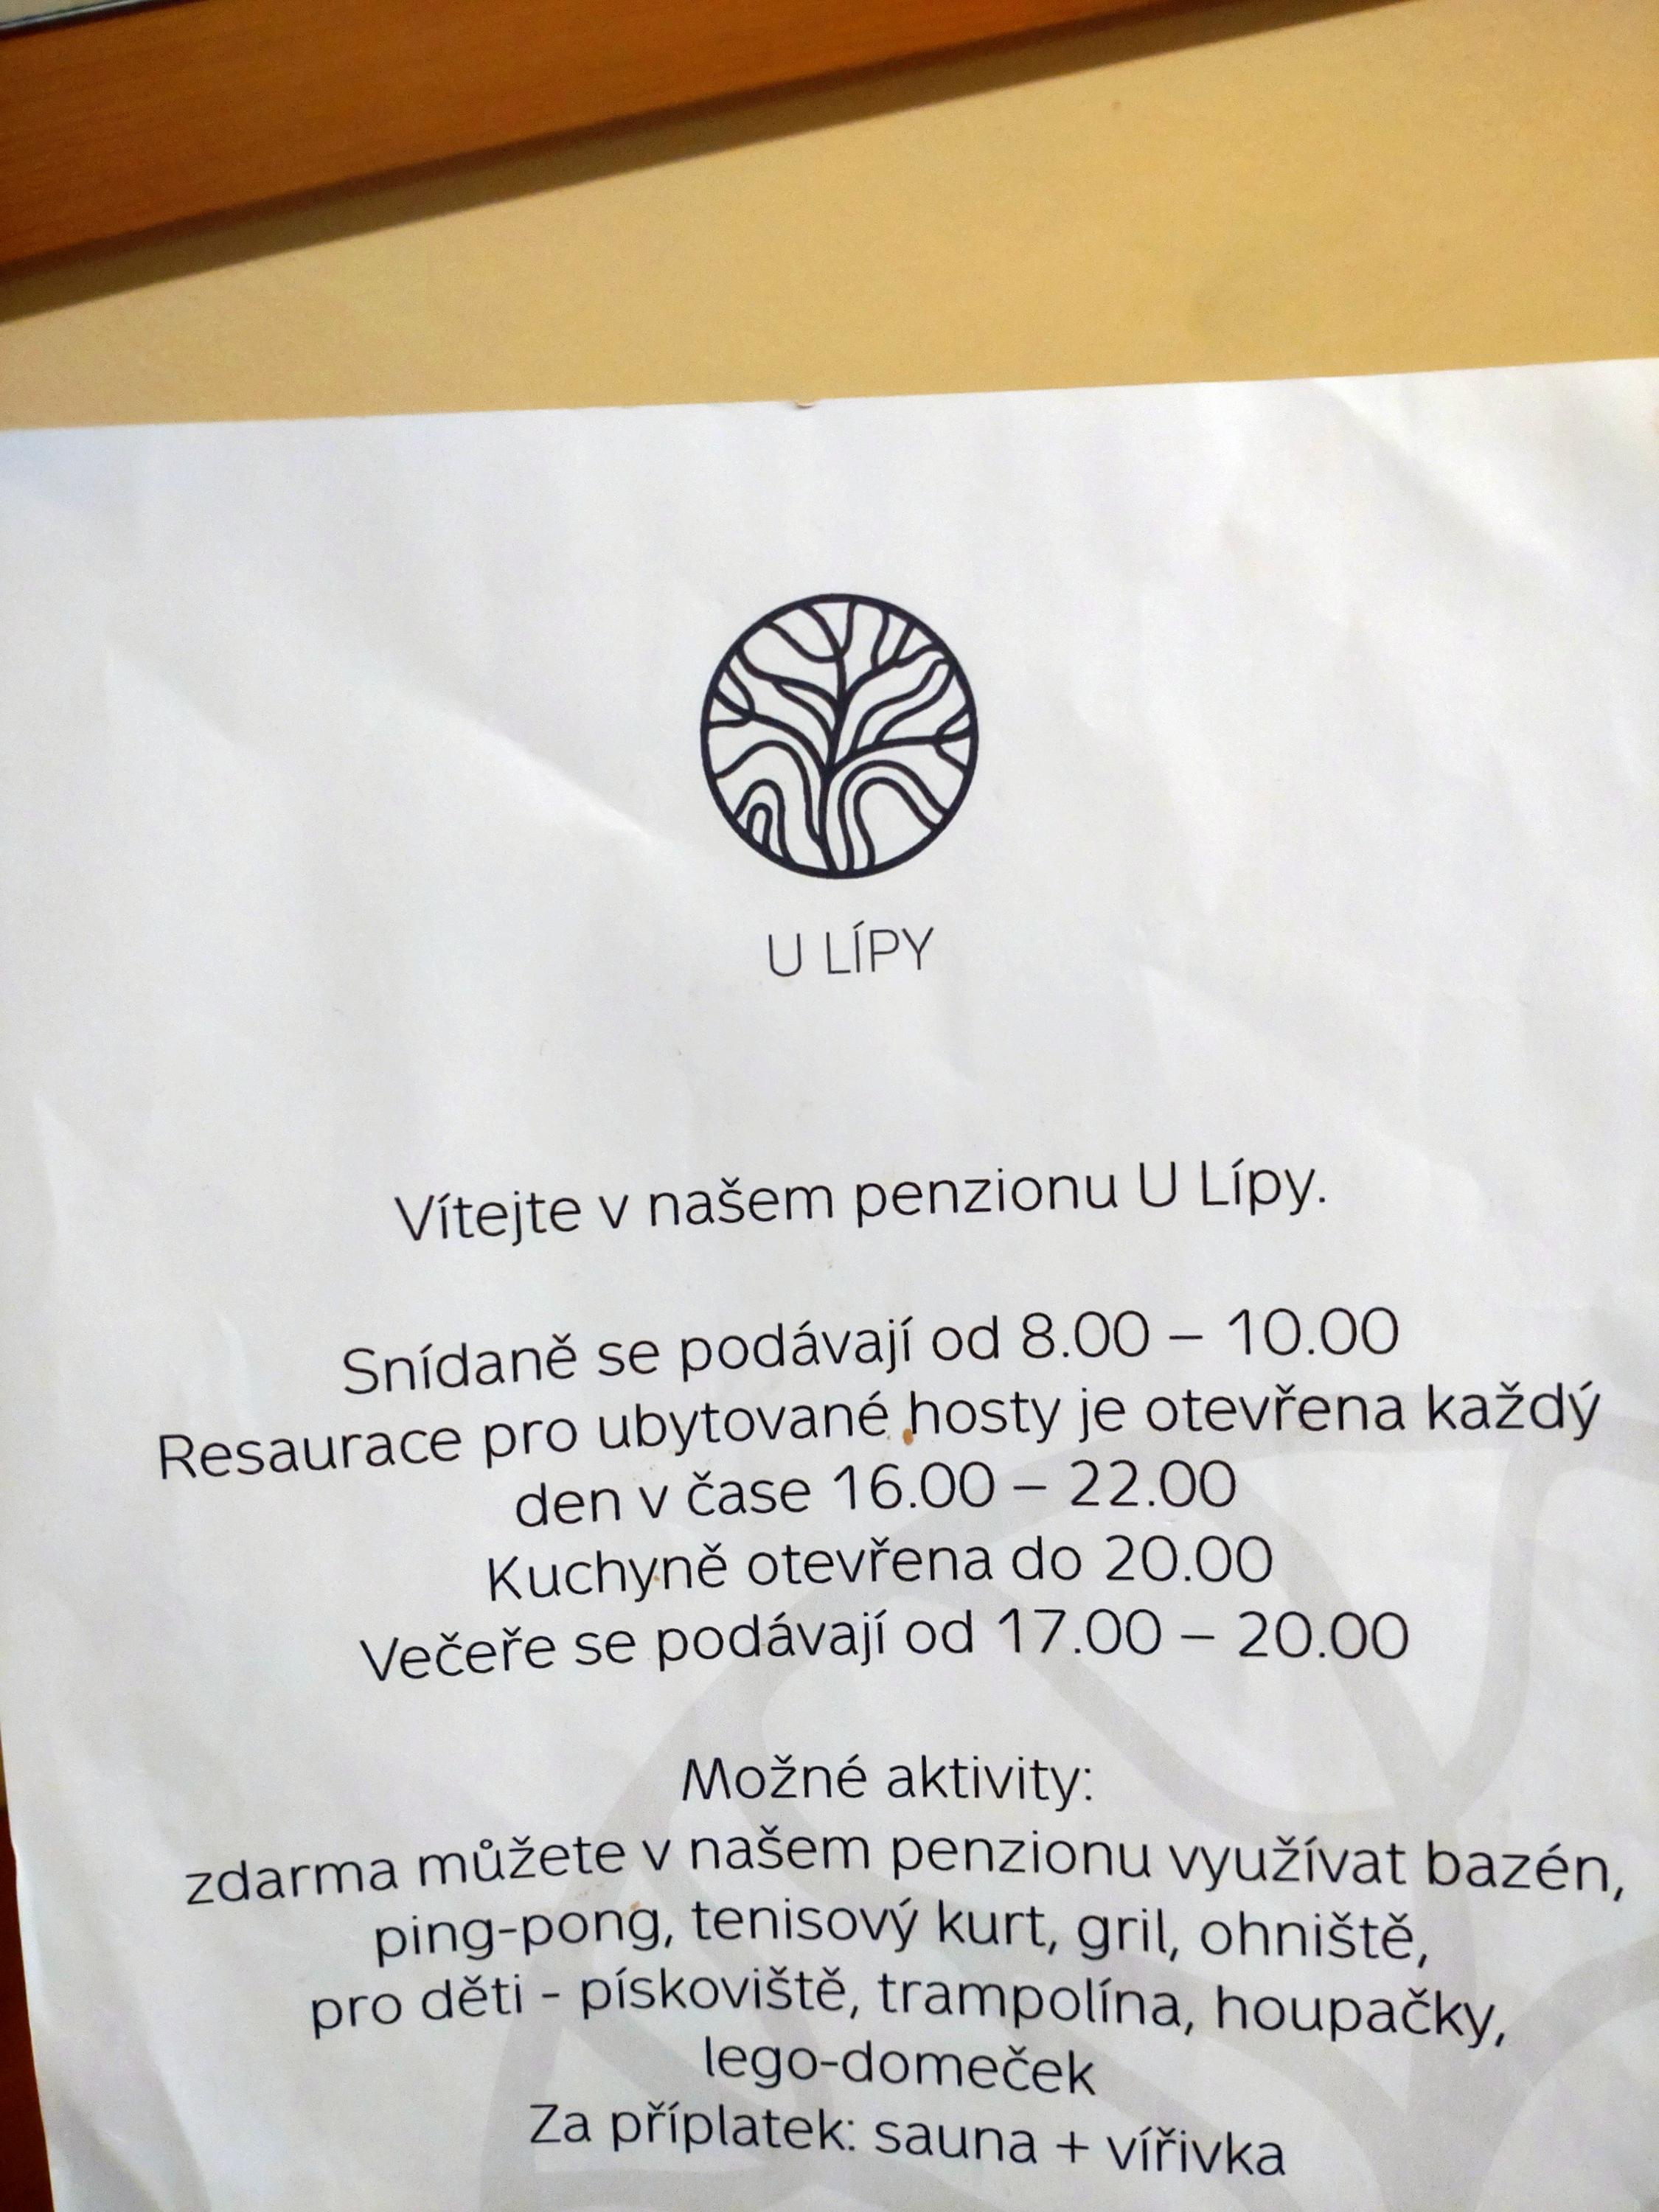 U LÍPY
Vítejte v našem penzionu U Lípy.
Snídaně se podávají od 8.00 – 10.00
Resaurace pro ubytované hosty je otevřena každý
den v čase 16.00 – 22.00
Kuchyně otevřena do 20.00
Večeře se podávají od 17.00 – 20.00
Možné aktivity:
zdarma můžete v našem penzionu využívat bazén,
ping-pong, tenisový kurt, gril, ohniště,
pro děti - pískoviště, trampolína, houpačky,
lego-domeček
Za příplatek: sauna + vířivka